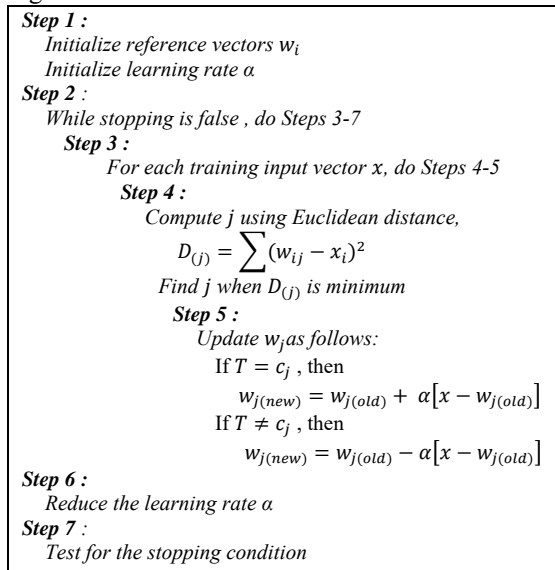 Step 1 :
Initialize reference vectors wᵢ
Initialize learning rate α
Step 2 :
While stopping is false , do Steps 3-7
Step 3 :
For each training input vector x, do Steps 4-5
Step 4 :
Compute j using Euclidean distance,
D₍ⱼ₎ = ∑(wᵢⱼ − xᵢ)²
Find j when D₍ⱼ₎ is minimum
Step 5 :
Update wⱼas follows:
If T = cⱼ , then
wⱼ(new) = wⱼ(old) + α[x − wⱼ(old)]
If T ≠ cⱼ , then
wⱼ(new) = wⱼ(old) − α[x − wⱼ(old)]
Step 6 :
Reduce the learning rate α
Step 7 :
Test for the stopping condition